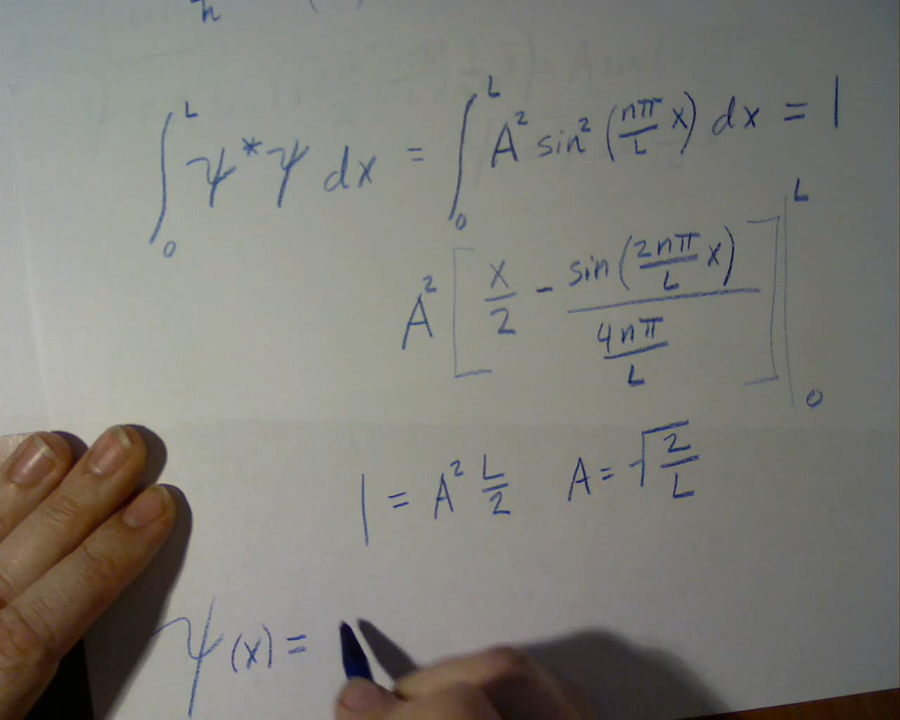 ħ
∫₀ᴸ ψ*ψ dx = ∫₀ᴸ A² sin² (nπ/L x) dx = 1
A² [x/2 - sin(2nπ/L x) / (4nπ/L)] |₀ᴸ
1 = A² L/2 A = √(2/L)
ψ(x) =